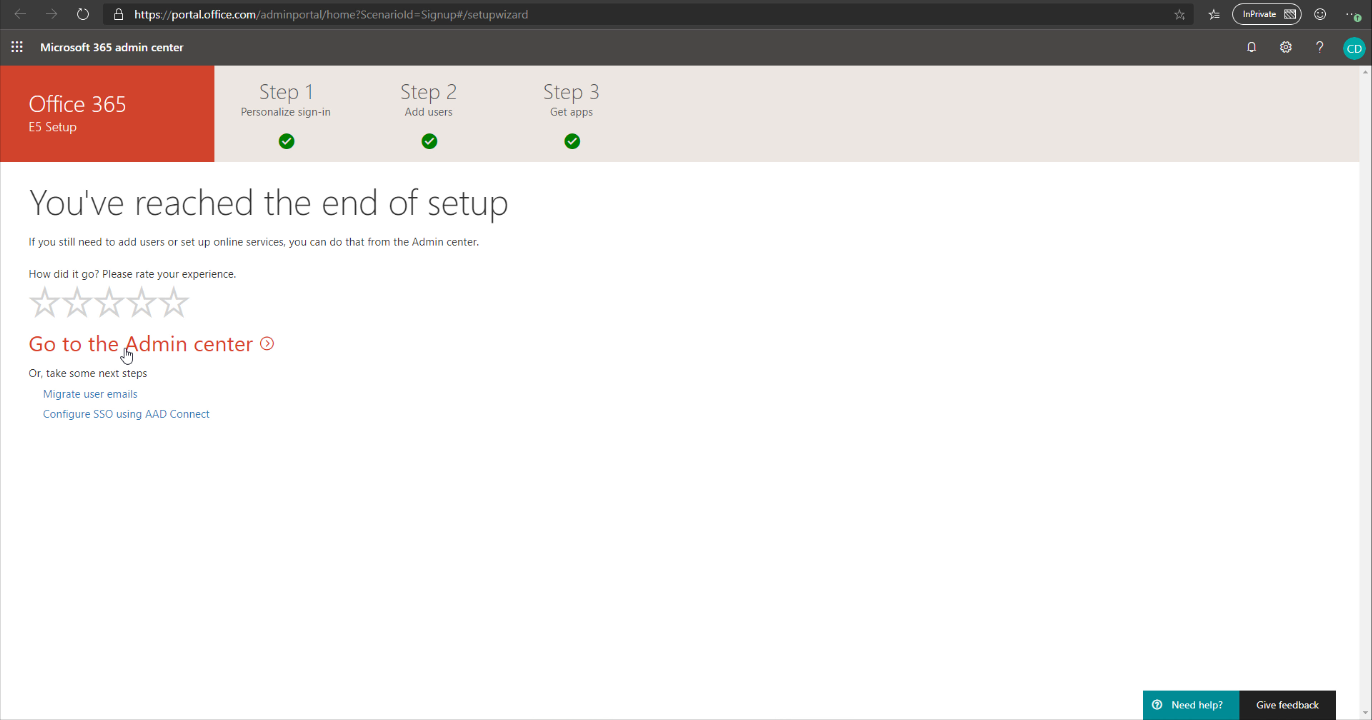 https://portal.office.com/adminportal/home?ScenarioId=Signup#/setupwizard
InPrivate
Microsoft 365 admin center
?
CD
Office 365
E5 Setup
Step 1
Personalize sign-in
Step 2
Add users
Step 3
Get apps
You've reached the end of setup
If you still need to add users or set up online services, you can do that from the Admin center.
How did it go? Please rate your experience.
Go to the Admin center
Or, take some next steps
Migrate user emails
Configure SSO using AAD Connect
Need help?
Give feedback